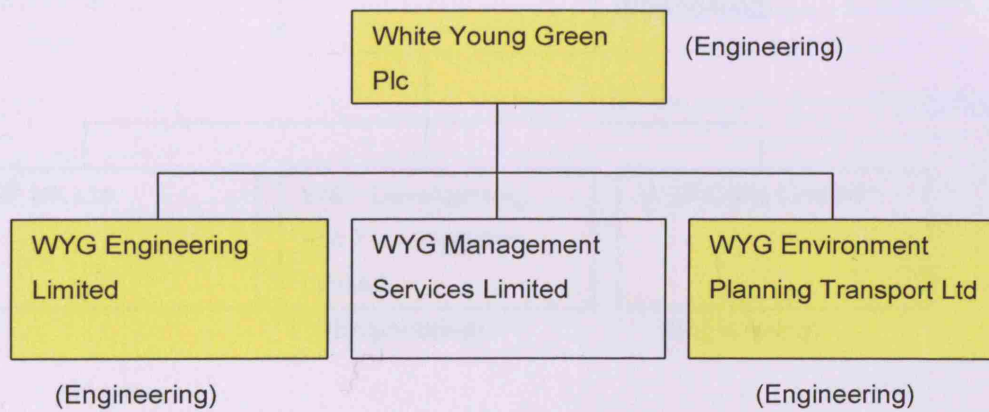 White Young Green
Plc
(Engineering)
WYG Engineering
Limited
WYG Management
Services Limited
WYG Environment
Planning Transport Ltd
(Engineering)
(Engineering)